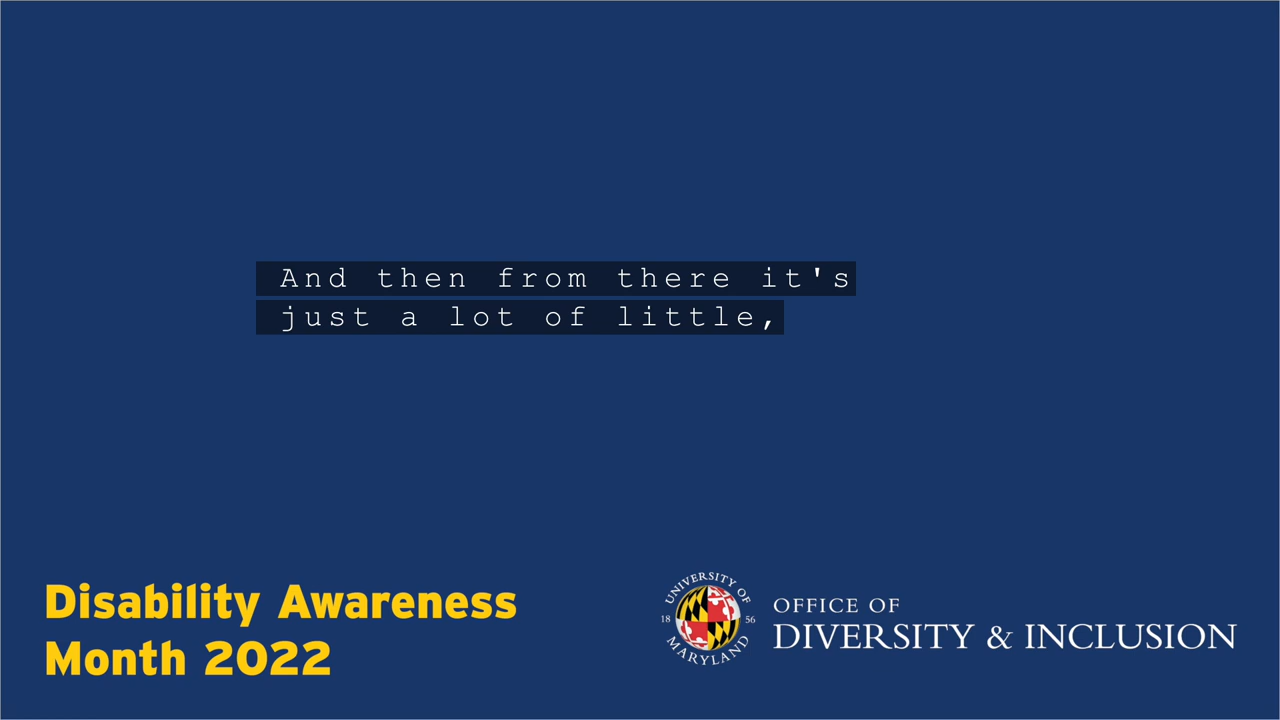 And then from there it's
just a lot of little,
Disability Awareness
Month 2022
UNIVERSITY OF
18 56
MARYLAND
OFFICE OF
DIVERSITY & INCLUSION